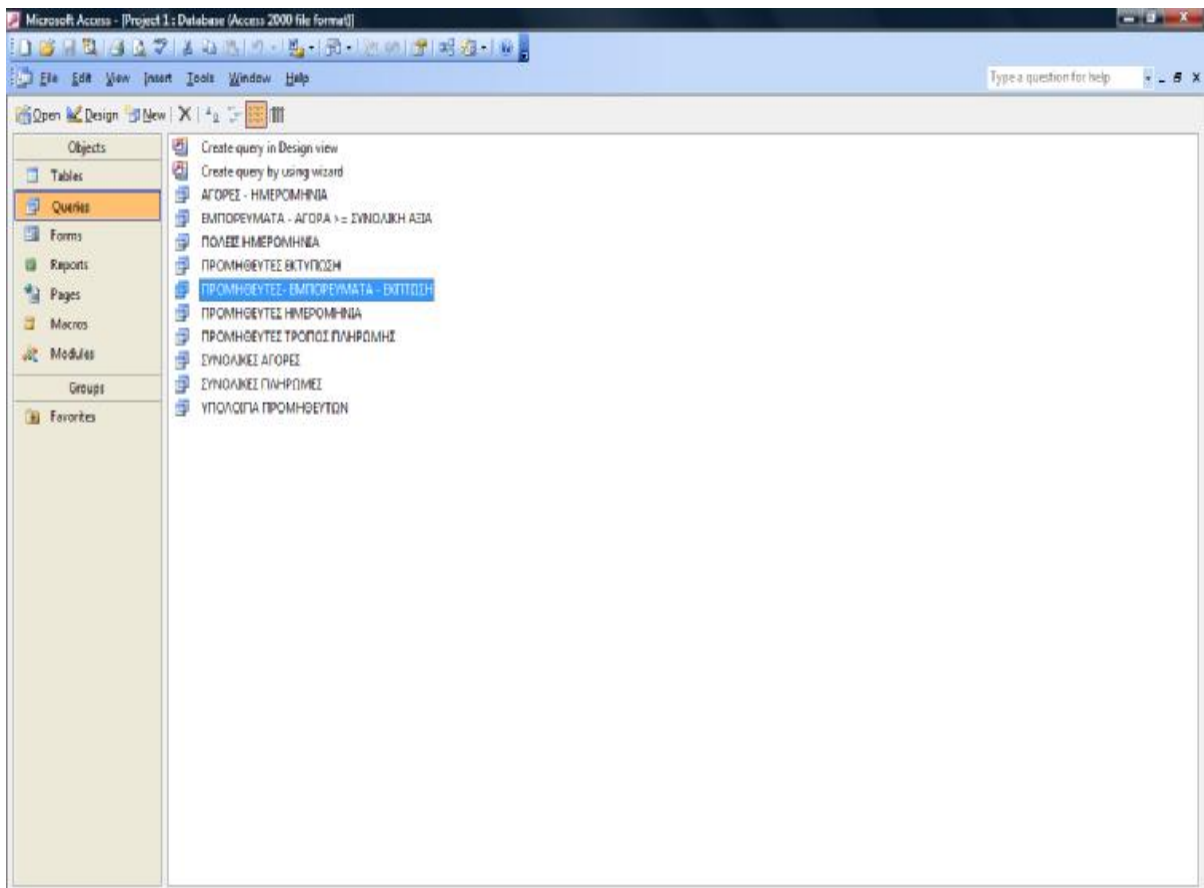 Microsoft Access - [Project 1 : Database (Access 2000 file format)]
File Edit View Insert Tools Window Help
Type a question for help
Open Design New
Objects
Tables
Queries
Forms
Reports
Pages
Macros
Modules
Groups
Favorites
Create query in Design view
Create query by using wizard
ΑΓΟΡΕΣ - ΗΜΕΡΟΜΗΝΙΑ
ΕΜΠΟΡΕΥΜΑΤΑ - ΑΓΟΡΑ >= ΣΥΝΟΛΙΚΗ ΑΞΙΑ
ΠΟΛΕΙΣ ΗΜΕΡΟΜΗΝΙΑ
ΠΡΟΜΗΘΕΥΤΕΣ ΕΚΤΥΠΩΣΗ
ΠΡΟΜΗΘΕΥΤΕΣ- ΕΜΠΟΡΕΥΜΑΤΑ - ΕΚΠΤΩΣΗ
ΠΡΟΜΗΘΕΥΤΕΣ ΗΜΕΡΟΜΗΝΙΑ
ΠΡΟΜΗΘΕΥΤΕΣ ΤΡΟΠΟΣ ΠΛΗΡΩΜΗΣ
ΣΥΝΟΛΙΚΕΣ ΑΓΟΡΕΣ
ΣΥΝΟΛΙΚΕΣ ΠΛΗΡΩΜΕΣ
ΥΠΟΛΟΙΠΑ ΠΡΟΜΗΘΕΥΤΩΝ